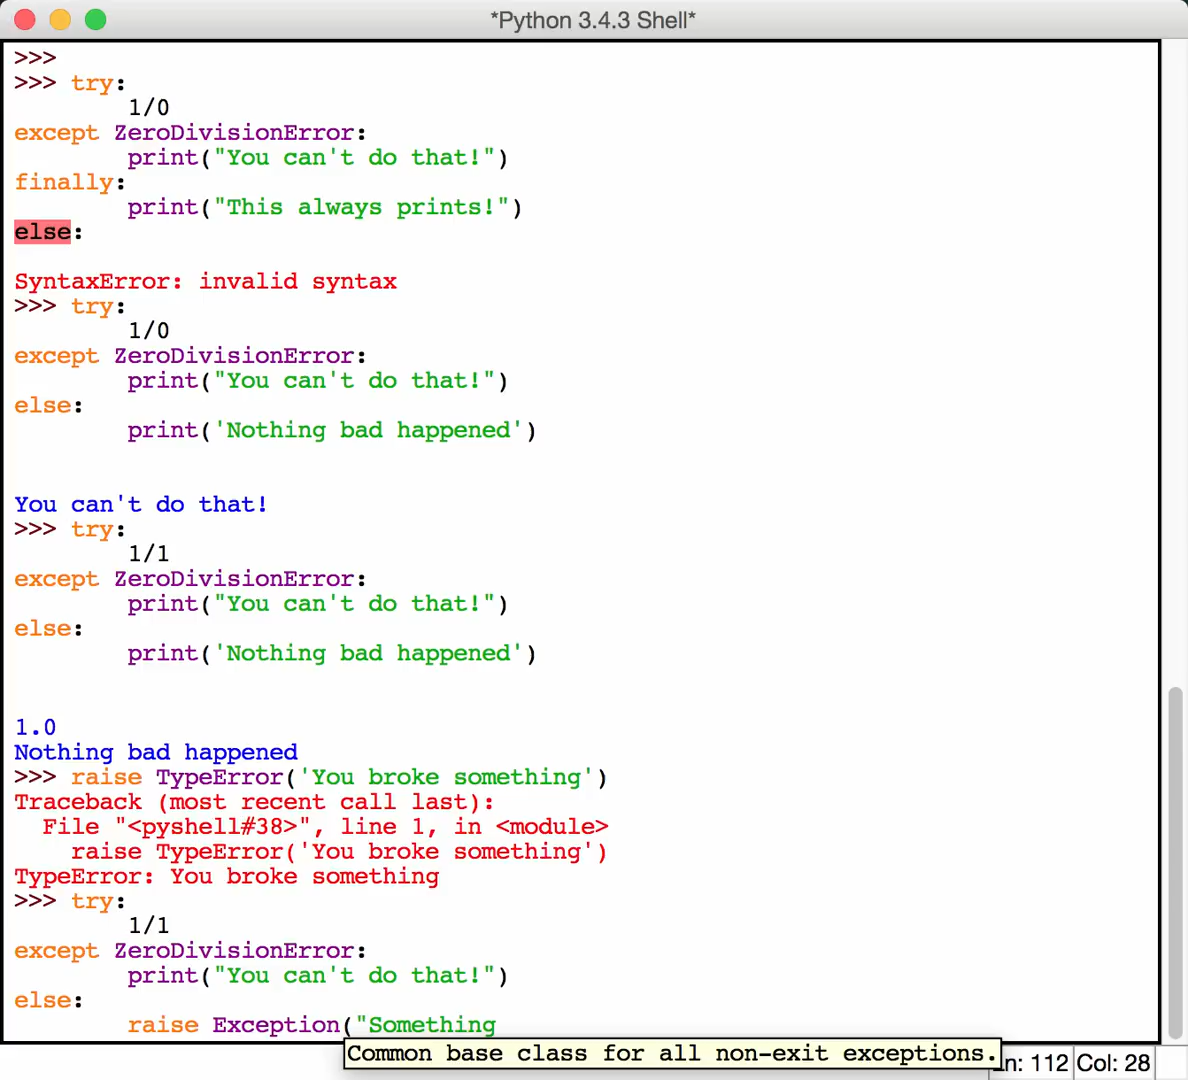 *Python 3.4.3 Shell*
>>>
>>> try:
1/0
except ZeroDivisionError:
print("You can't do that!")
finally:
print("This always prints!")
else:
SyntaxError: invalid syntax
>>> try:
1/0
except ZeroDivisionError:
print("You can't do that!")
else:
print('Nothing bad happened')
You can't do that!
>>> try:
1/1
except ZeroDivisionError:
print("You can't do that!")
else:
print('Nothing bad happened')
1.0
Nothing bad happened
>>> raise TypeError('You broke something')
Traceback (most recent call last):
File "<pyshell#38>", line 1, in <module>
raise TypeError('You broke something')
TypeError: You broke something
>>> try:
1/1
except ZeroDivisionError:
print("You can't do that!")
else:
raise Exception("Something
Common base class for all non-exit exceptions.
Ln: 112 Col: 28